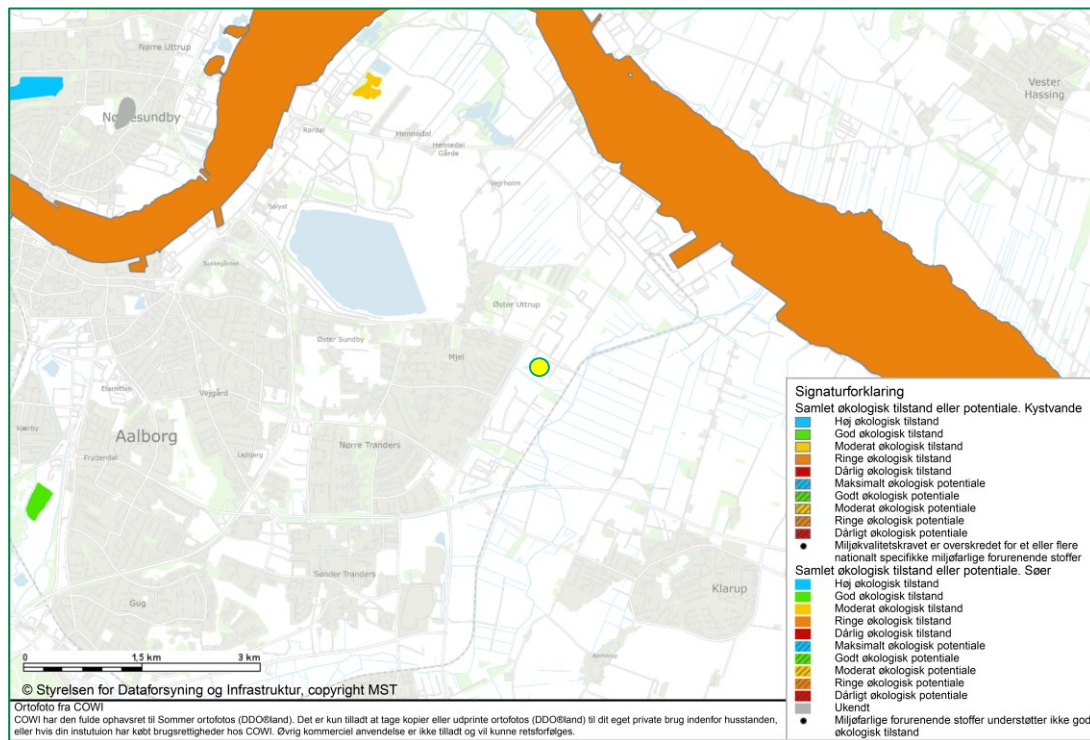 Nørre Uttrup
Vester
Hassing
Nørresundby
Rørdal
Hennedal
Hennedal
Gårde
Vejrholm
Sølyst
Bakkegården
Øster Uttrup
Øster Sundby
Mjøl
Eternitten
Vejgård
Kærby
Aalborg
Frydendal
Løjbjerg
Nørre Tranders
Sønder Tranders
Klarup
Gug
Romdrup
0 1,5 km 3 km
© Styrelsen for Dataforsyning og Infrastruktur, copyright MST
Signaturforklaring
Samlet økologisk tilstand eller potentiale. Kystvande
Høj økologisk tilstand
God økologisk tilstand
Moderat økologisk tilstand
Ringe økologisk tilstand
Dårlig økologisk tilstand
Maksimalt økologisk potentiale
Godt økologisk potentiale
Moderat økologisk potentiale
Ringe økologisk potentiale
Dårligt økologisk potentiale
Miljøkvalitetskravet er overskredet for et eller flere
nationalt specifikke miljøfarlige forurenende stoffer
Samlet økologisk tilstand eller potentiale. Søer
Høj økologisk tilstand
God økologisk tilstand
Moderat økologisk tilstand
Ringe økologisk tilstand
Dårlig økologisk tilstand
Maksimalt økologisk potentiale
Godt økologisk potentiale
Moderat økologisk potentiale
Ringe økologisk potentiale
Dårligt økologisk potentiale
Ukendt
Miljøfarlige forurenende stoffer understøtter ikke god
økologisk tilstand
Ortofoto fra COWI
COWI har den fulde ophavsret til Sommer ortofotos (DDO®land). Det er kun tilladt at tage kopier eller udprinte ortofotos (DDO®land) til dit eget private brug indenfor husstanden,
eller hvis din instutuion har købt brugsrettigheder hos COWI. Øvrig kommerciel anvendelse er ikke tilladt og vil kunne retsforfølges.